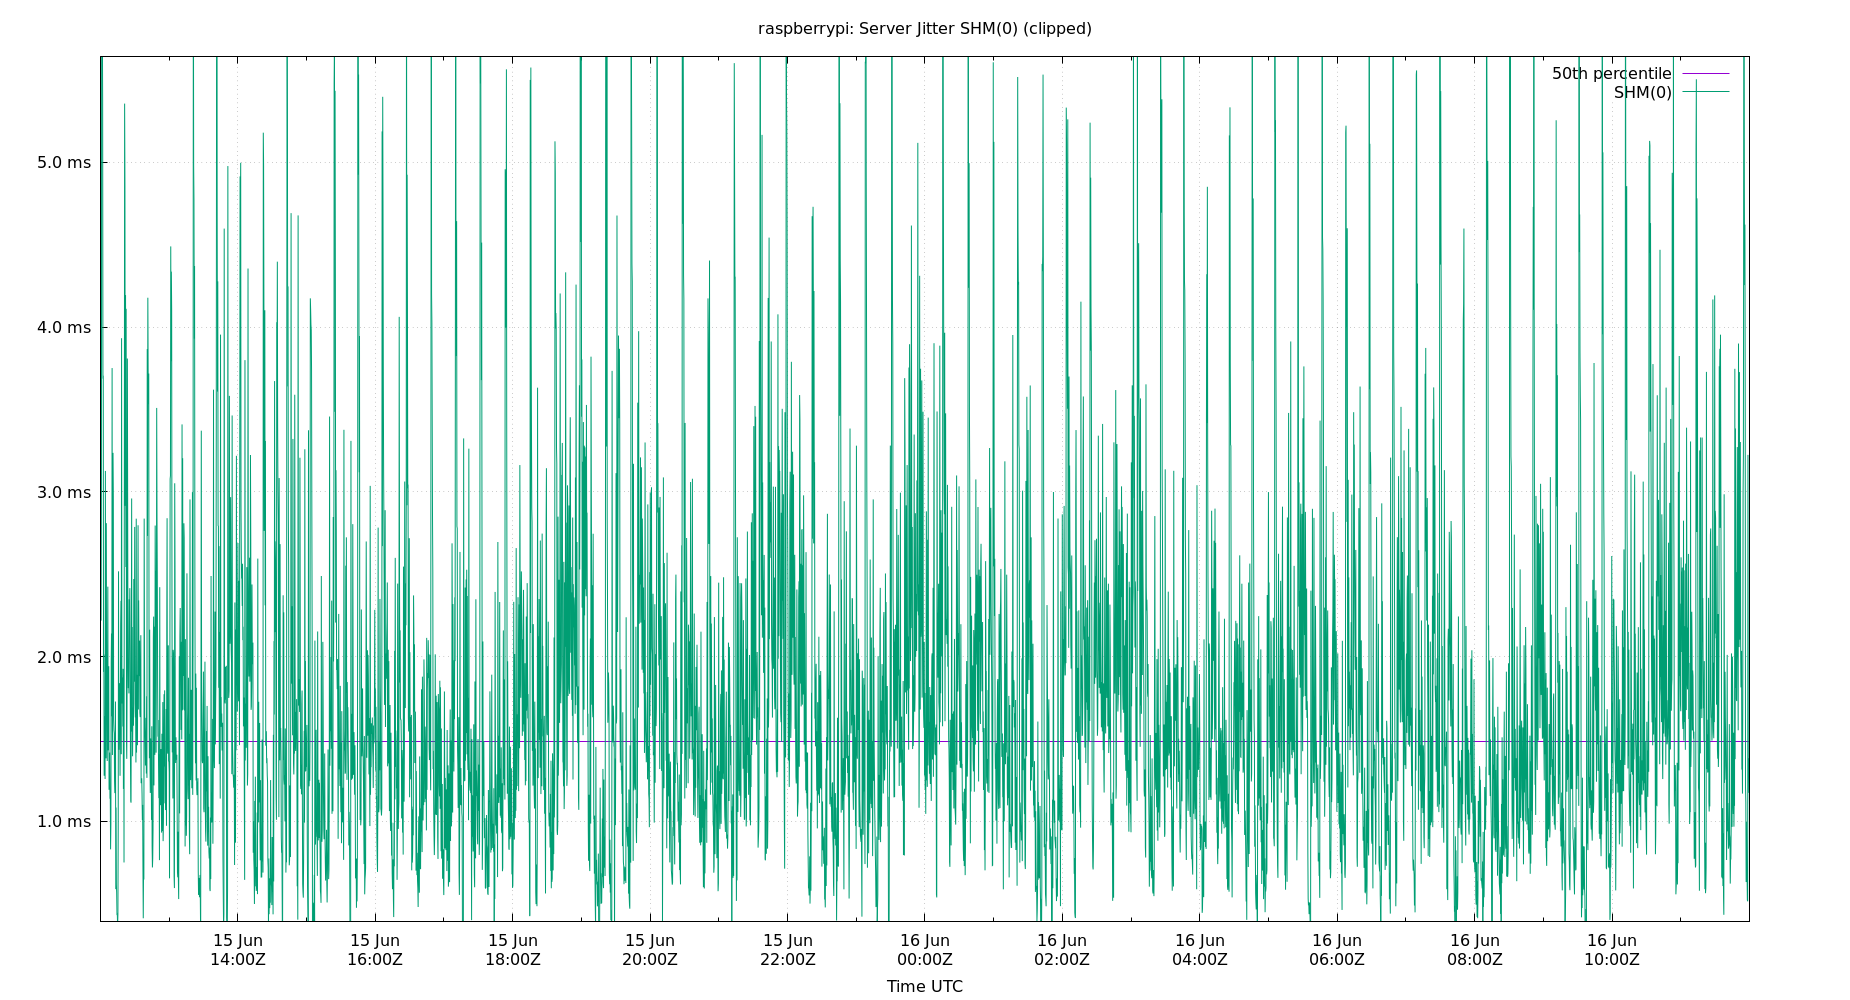 raspberrypi: Server Jitter SHM(0) (clipped)
50th percentile
SHM(0)
5.0 ms
4.0 ms
3.0 ms
2.0 ms
1.0 ms
15 Jun 15 Jun 15 Jun 15 Jun 15 Jun 16 Jun 16 Jun 16 Jun 16 Jun 16 Jun 16 Jun
14:00Z 16:00Z 18:00Z 20:00Z 22:00Z 00:00Z 02:00Z 04:00Z 06:00Z 08:00Z 10:00Z
Time UTC